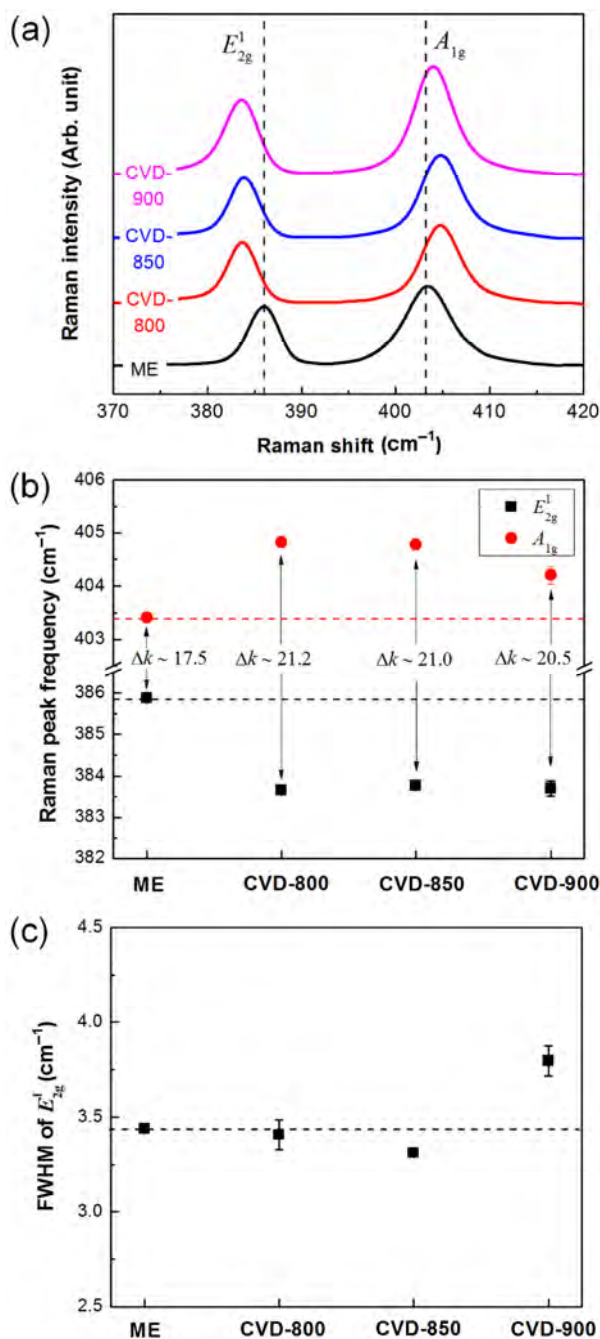 (a)
E¹₂g
A₁g
Raman intensity (Arb. unit)
CVD-
900
CVD-
850
CVD-
800
ME
370 380 390 400 410 420
Raman shift (cm⁻¹)
(b)
Raman peak frequency (cm⁻¹)
406
405
404
403
386
384
383
382
E¹₂g
A₁g
Δk ~ 17.5 Δk ~ 21.2 Δk ~ 21.0 Δk ~ 20.5
ME CVD-800 CVD-850 CVD-900
(c)
FWHM of E¹₂g (cm⁻¹)
4.5
4.0
3.5
3.0
2.5
ME CVD-800 CVD-850 CVD-900